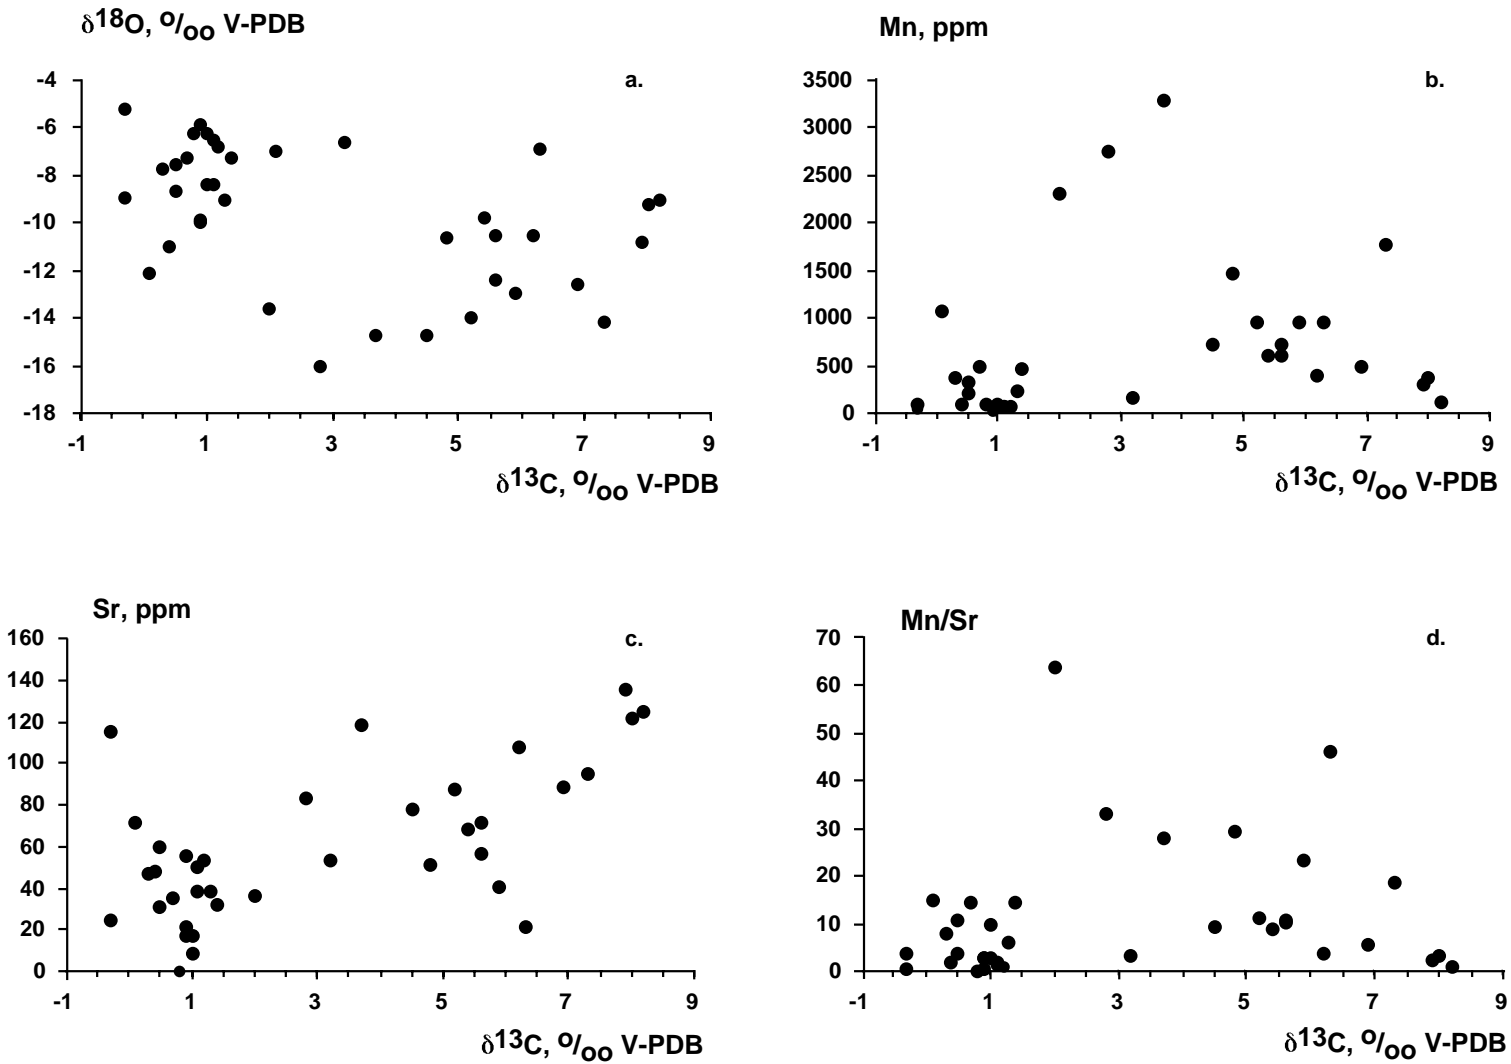 δ18O, o/oo V-PDB
a.
-4
-6
-8
-10
-12
-14
-16
-18
-1 1 3 5 7 9
δ13C, o/oo V-PDB
Mn, ppm
b.
3500
3000
2500
2000
1500
1000
500
0
-1 1 3 5 7 9
δ13C, o/oo V-PDB
Sr, ppm
c.
160
140
120
100
80
60
40
20
0
-1 1 3 5 7 9
δ13C, o/oo V-PDB
Mn/Sr
d.
70
60
50
40
30
20
10
0
-1 1 3 5 7 9
δ13C, o/oo V-PDB